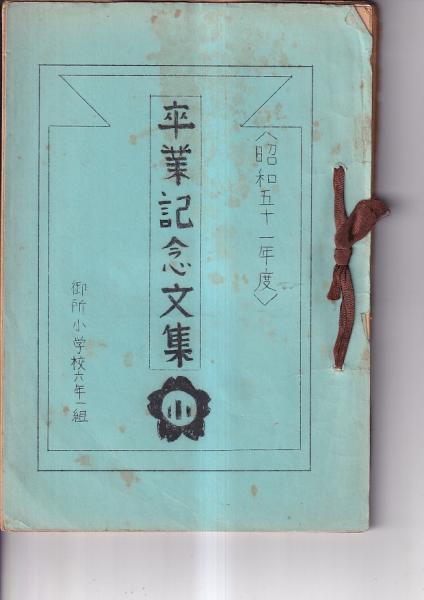 〈昭和五十一年度〉
卒業記念文集
小
御所小学校六年一組